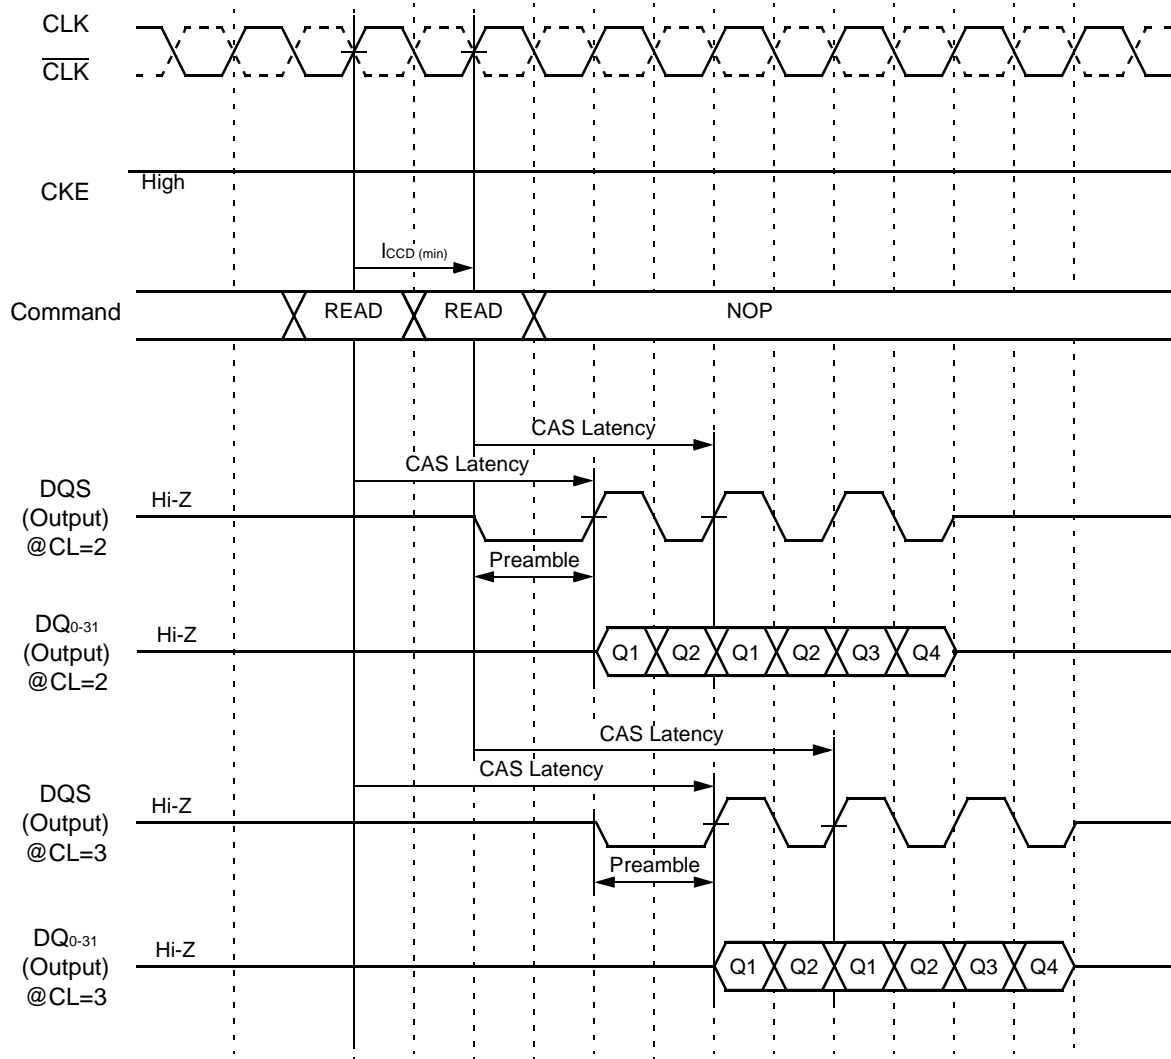 CLK
CLK
High
CKE
lCCD (min)
Command
READ
READ
NOP
CAS Latency
CAS Latency
DQS
(Output)
@CL=2
Hi-Z
Preamble
DQ0-31
(Output)
@CL=2
Hi-Z
Q1 Q2 Q1 Q2 Q3 Q4
CAS Latency
CAS Latency
DQS
(Output)
@CL=3
Hi-Z
Preamble
DQ0-31
(Output)
@CL=3
Hi-Z
Q1 Q2 Q1 Q2 Q3 Q4